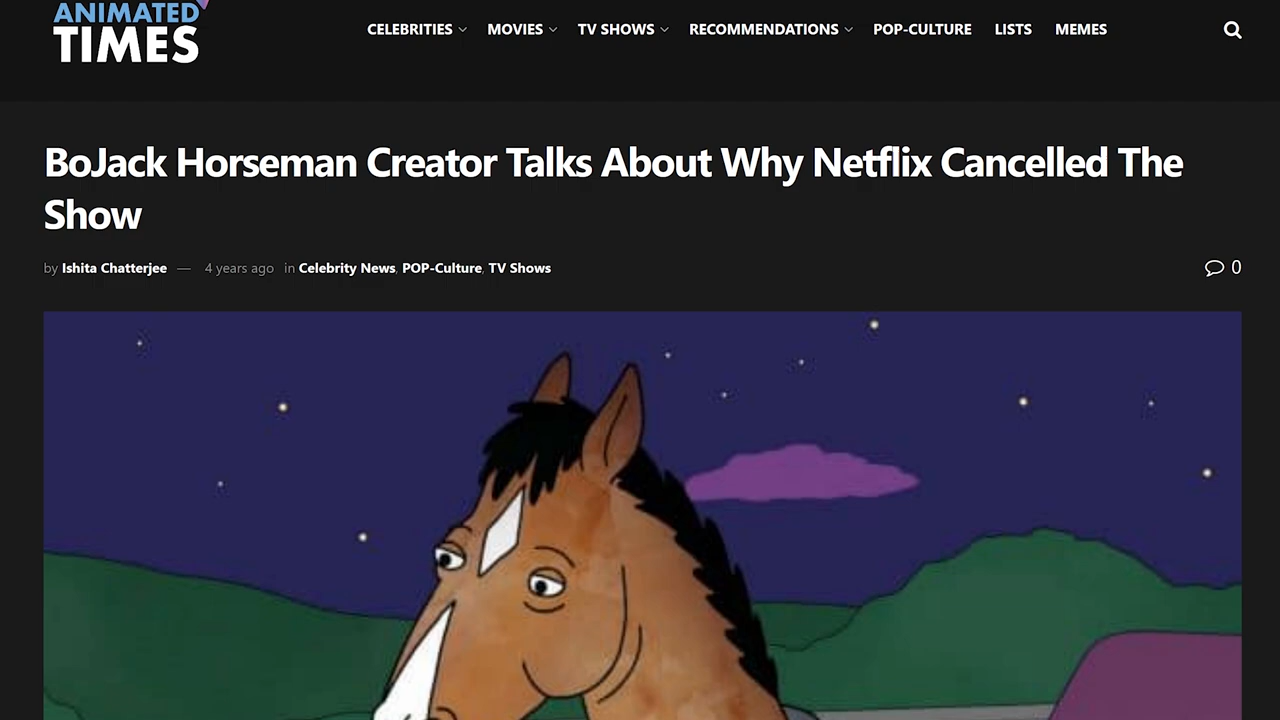 ANIMATED
TIMES
CELEBRITIES MOVIES TV SHOWS RECOMMENDATIONS POP-CULTURE LISTS MEMES
BoJack Horseman Creator Talks About Why Netflix Cancelled The
Show
by Ishita Chatterjee — 4 years ago in Celebrity News, POP-Culture, TV Shows
0